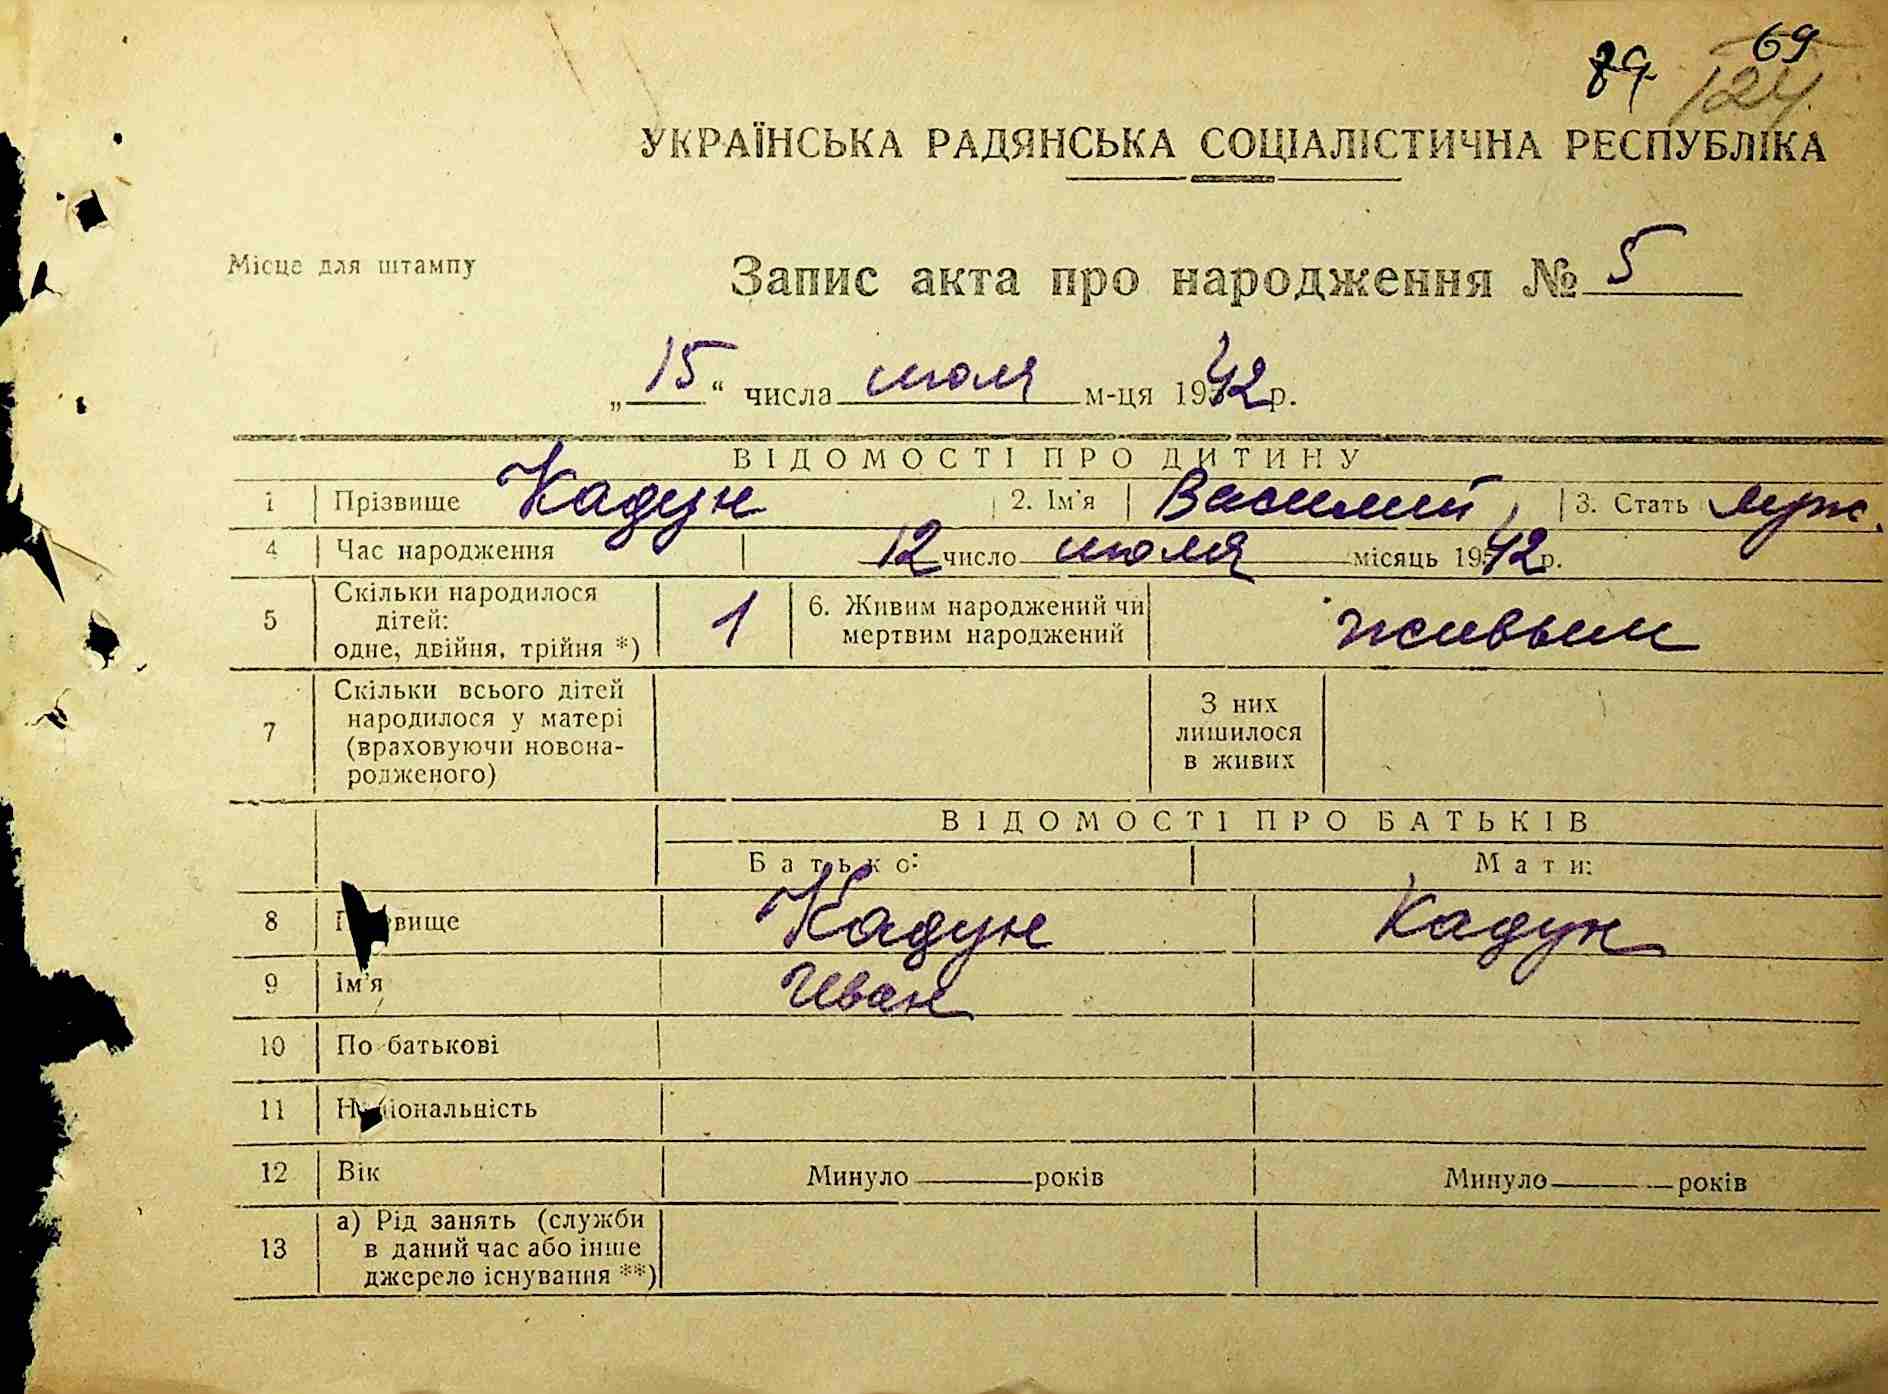 69
89 124
УКРАЇНСЬКА РАДЯНСЬКА СОЦІАЛІСТИЧНА РЕСПУБЛІКА
Місце для штампу
Запис акта про народження № 5
„15“ числа июля м-ця 1942 р.
ВІДОМОСТІ ПРО ДИТИНУ
1 Прізвище Кадун 2. Ім'я Василий 3. Стать муж.
4 Час народження 12 число июля місяць 1942 р.
5 Скільки народилося дітей: одне, двійня, трійня *) 1 6. Живим народжений чи мертвим народжений живым
7 Скільки всього дітей народилося у матері (враховуючи новонародженого) З них лишилося в живих
ВІДОМОСТІ ПРО БАТЬКІВ
Батько: Мати:
8 П вище Кадун Кадун
9 Ім'я Иван
10 По батькові
11 Н іональність
12 Вік Минуло років Минуло років
13 а) Рід занять (служби в даний час або інше джерело існування **)